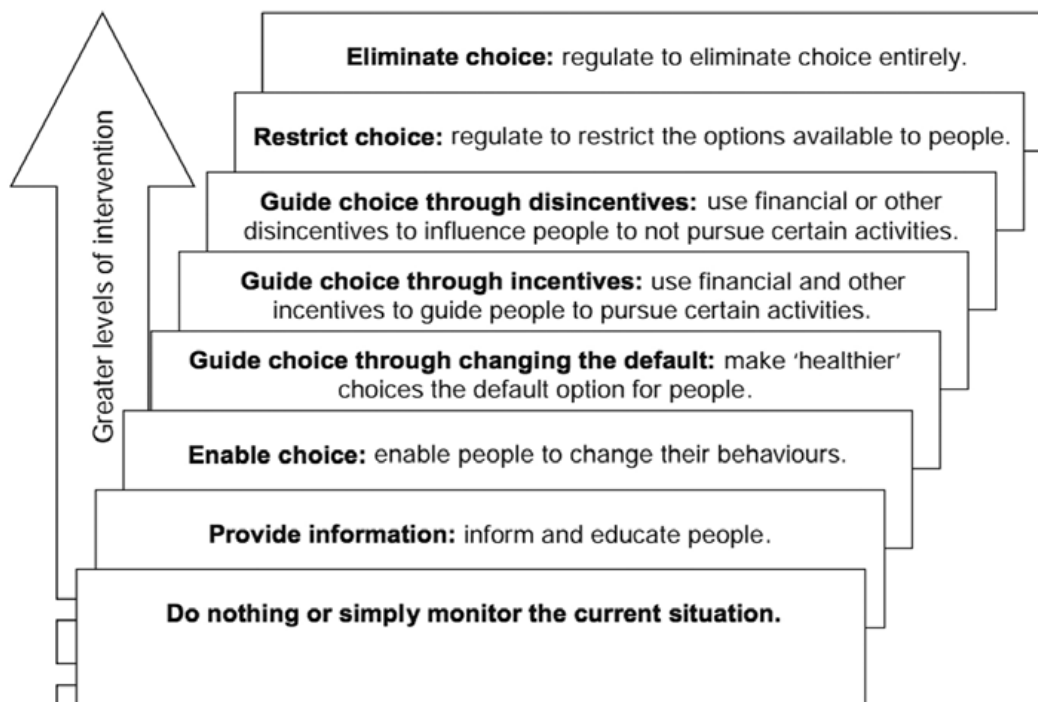 Eliminate choice: regulate to eliminate choice entirely.
Restrict choice: regulate to restrict the options available to people.
Guide choice through disincentives: use financial or other
disincentives to influence people to not pursue certain activities.
Guide choice through incentives: use financial and other
incentives to guide people to pursue certain activities.
Guide choice through changing the default: make ‘healthier’
choices the default option for people.
Enable choice: enable people to change their behaviours.
Provide information: inform and educate people.
Do nothing or simply monitor the current situation.
Greater levels of intervention